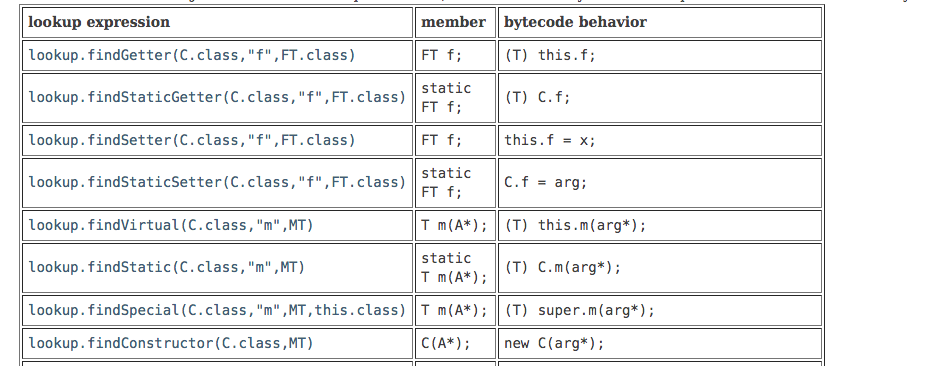 lookup expression member bytecode behavior
lookup.findGetter(C.class,"f",FT.class) FT f; (T) this.f;
lookup.findStaticGetter(C.class,"f",FT.class) static FT f; (T) C.f;
lookup.findSetter(C.class,"f",FT.class) FT f; this.f = x;
lookup.findStaticSetter(C.class,"f",FT.class) static FT f; C.f = arg;
lookup.findVirtual(C.class,"m",MT) T m(A*); (T) this.m(arg*);
lookup.findStatic(C.class,"m",MT) static T m(A*); (T) C.m(arg*);
lookup.findSpecial(C.class,"m",MT,this.class) T m(A*); (T) super.m(arg*);
lookup.findConstructor(C.class,MT) C(A*); new C(arg*);